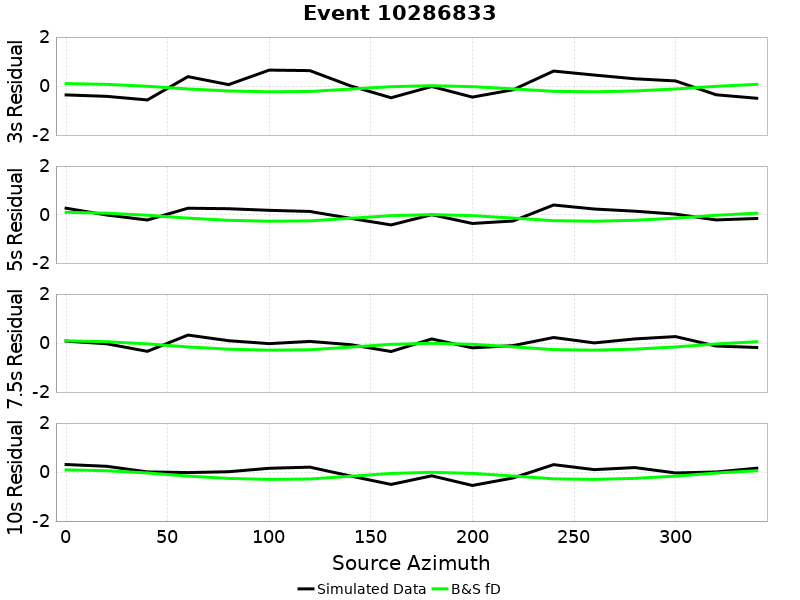 Event 10286833
3s Residual
2
0
-2
5s Residual
2
0
-2
7.5s Residual
2
0
-2
10s Residual
2
0
-2
0 50 100 150 200 250 300
Source Azimuth
Simulated Data B&S fD